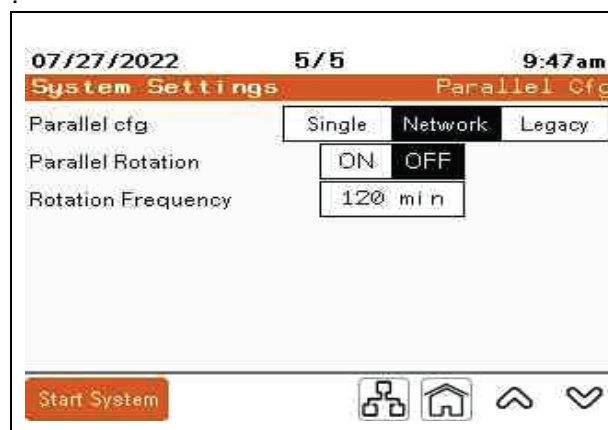 07/27/2022 5/5 9:47am
System Settings Parallel Cfg
Parallel cfg Single Network Legacy
Parallel Rotation ON OFF
Rotation Frequency 120 min
Start System